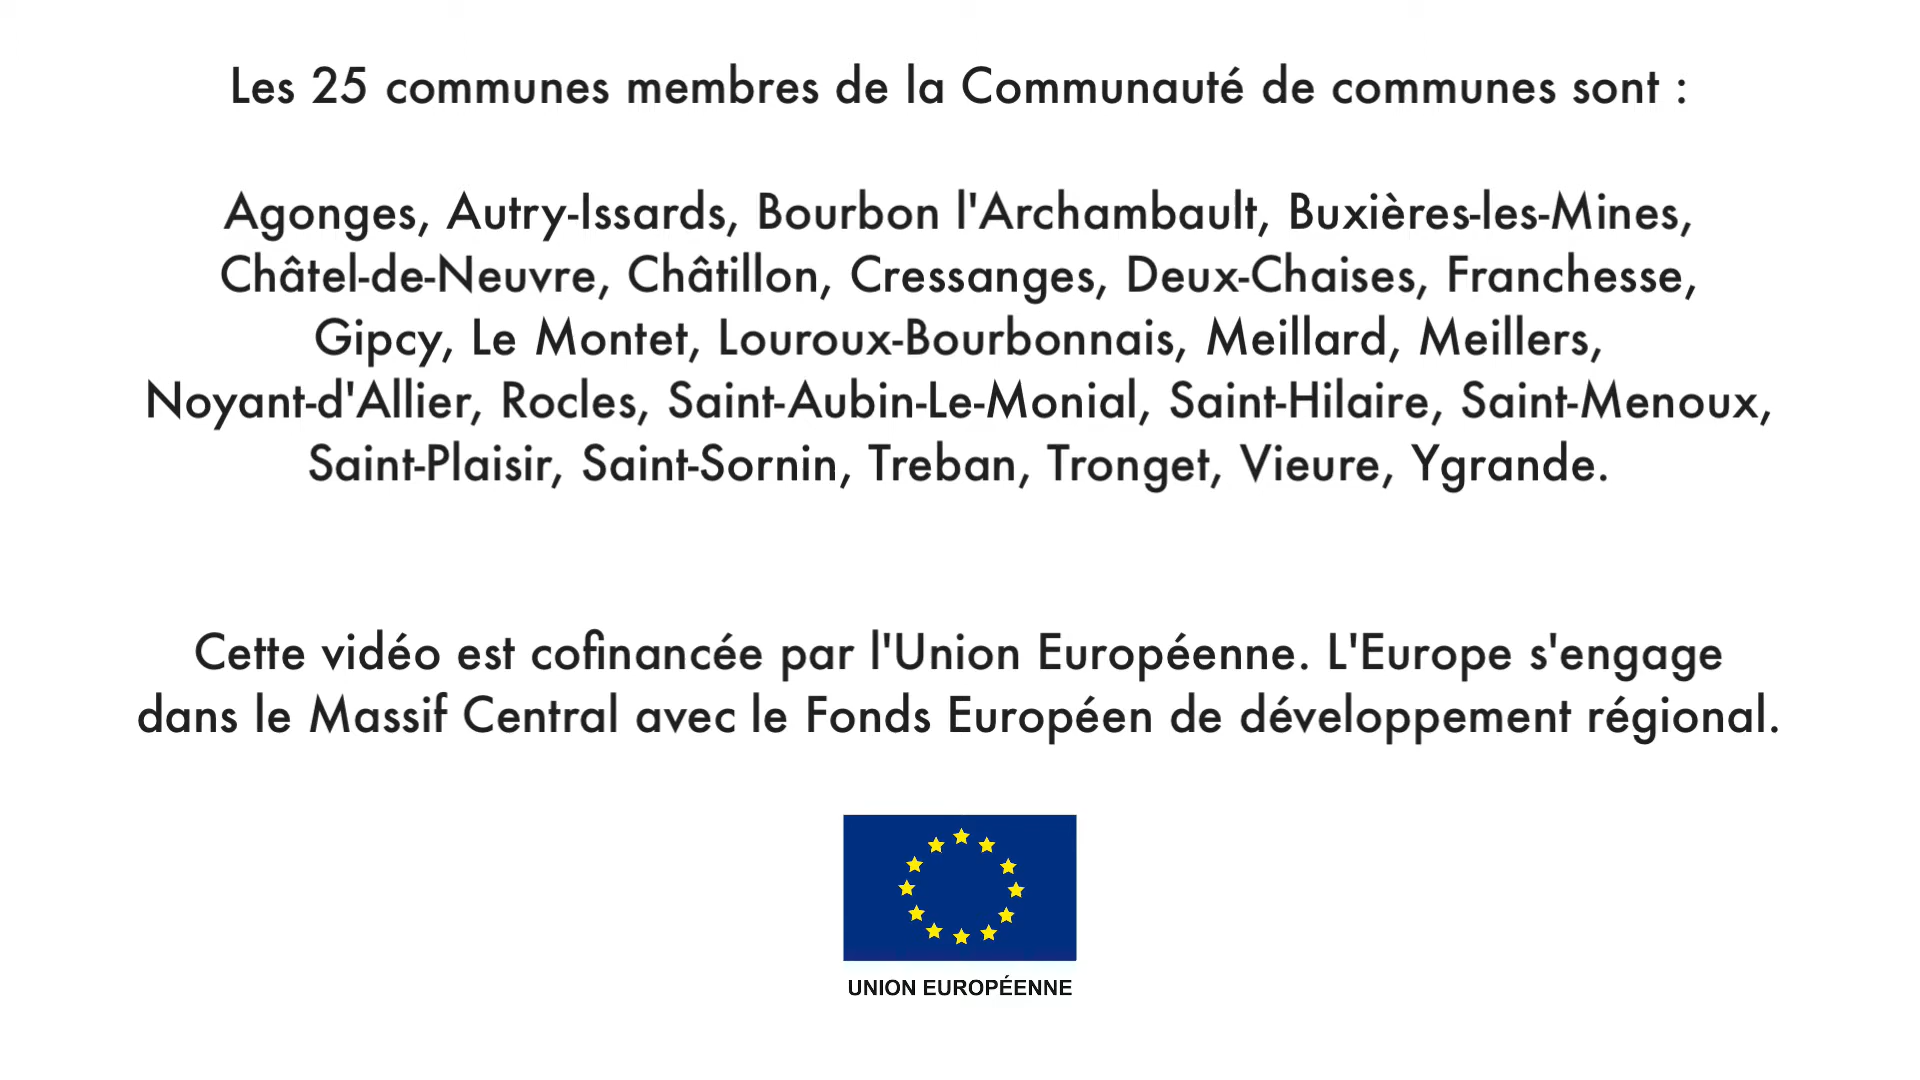 Les 25 communes membres de la Communauté de communes sont :
Agonges, Autry-Issards, Bourbon l'Archambault, Buxières-les-Mines,
Châtel-de-Neuvre, Châtillon, Cressanges, Deux-Chaises, Franchesse,
Gipcy, Le Montet, Louroux-Bourbonnais, Meillard, Meillers,
Noyant-d'Allier, Rocles, Saint-Aubin-Le-Monial, Saint-Hilaire, Saint-Menoux,
Saint-Plaisir, Saint-Sornin, Treban, Tronget, Vieure, Ygrande.
Cette vidéo est cofinancée par l'Union Européenne. L'Europe s'engage
dans le Massif Central avec le Fonds Européen de développement régional.
UNION EUROPÉENNE